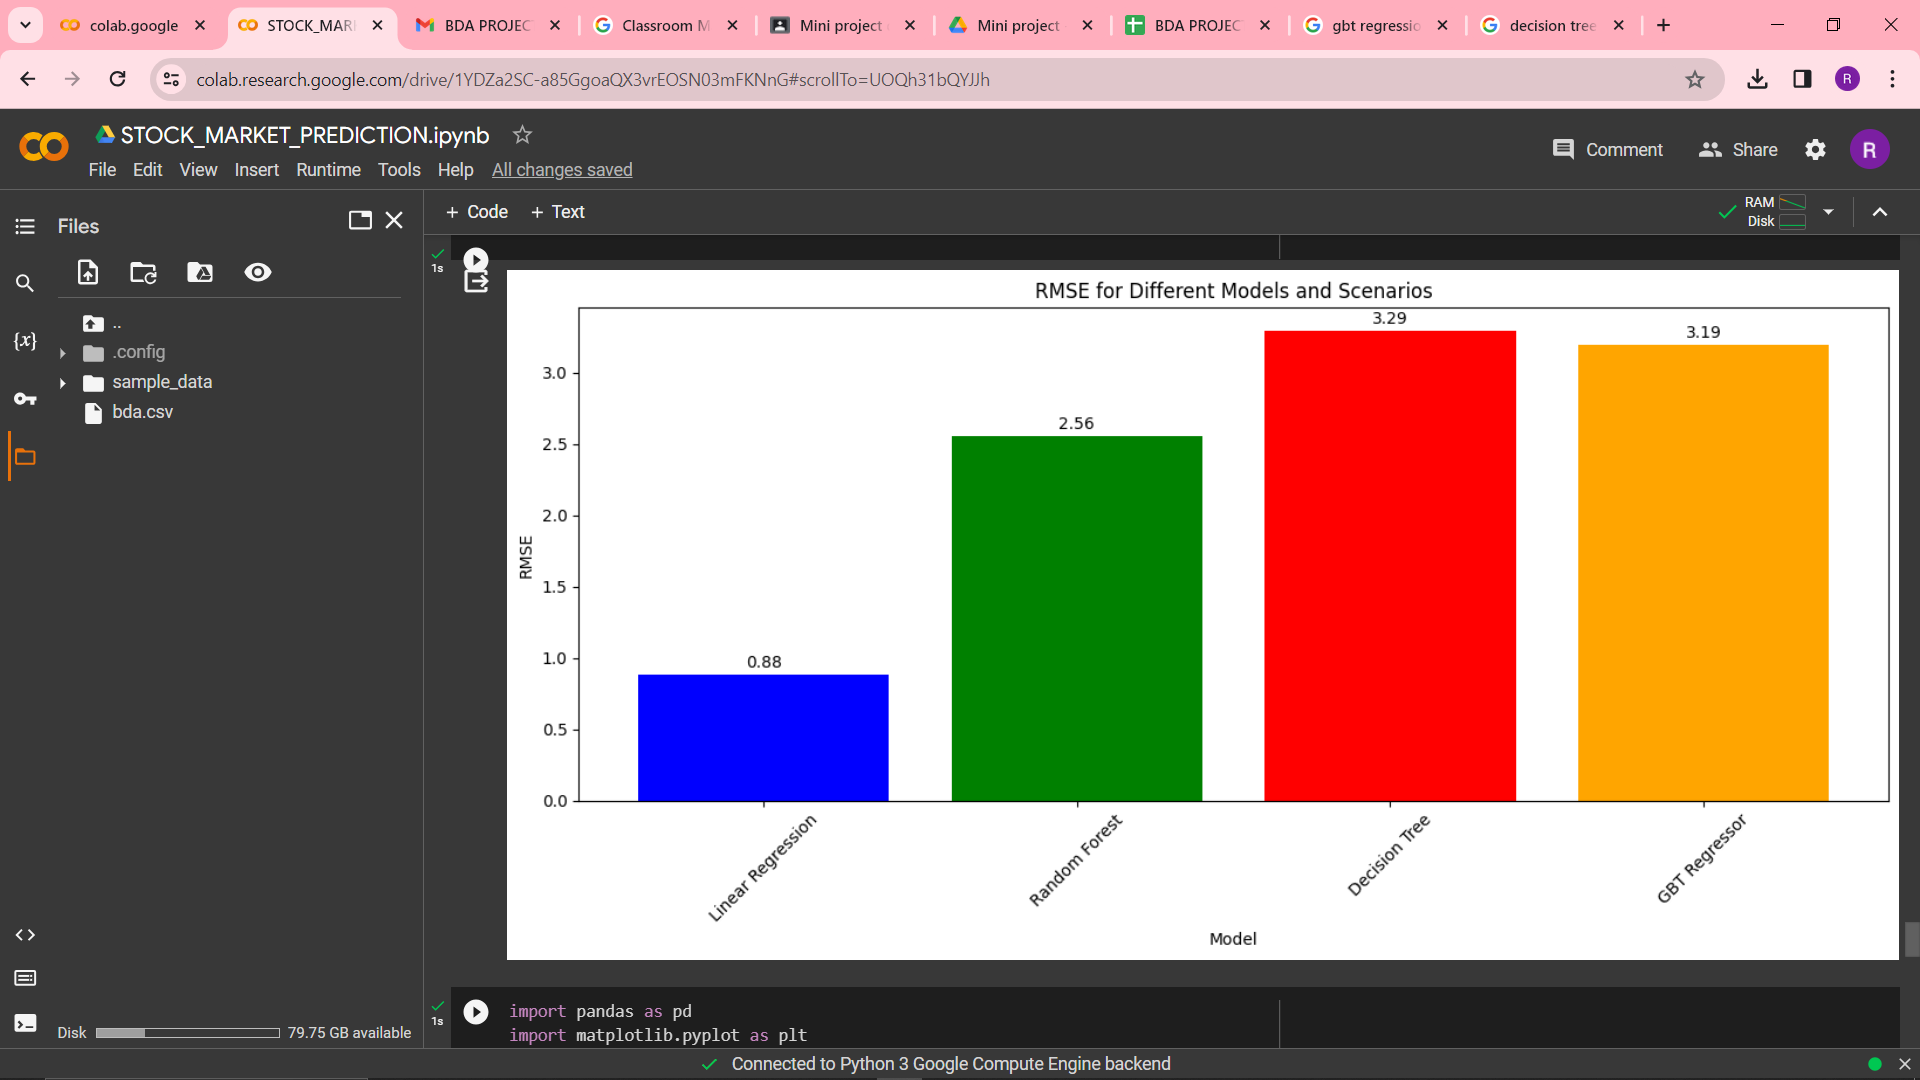 colab.google
STOCK_MAR
BDA PROJEC
Classroom M
Mini project
Mini project
BDA PROJEC
gbt regressio
decision tree
colab.research.google.com/drive/1YDZa2SC-a85GgoaQX3vrEOSN03mFKNnG#scrollTo=UOQh31bQYJJh
R
CO
STOCK_MARKET_PREDICTION.ipynb
File Edit View Insert Runtime Tools Help All changes saved
Comment
Share
R
Files
+ Code + Text
RAM
Disk
..
.config
sample_data
bda.csv
{x}
1s
RMSE for Different Models and Scenarios
3.29
3.19
2.56
0.88
3.0
2.5
2.0
1.5
1.0
0.5
0.0
RMSE
Linear Regression
Random Forest
Decision Tree
GBT Regressor
Model
1s
import pandas as pd
import matplotlib.pyplot as plt
Disk 79.75 GB available
Connected to Python 3 Google Compute Engine backend